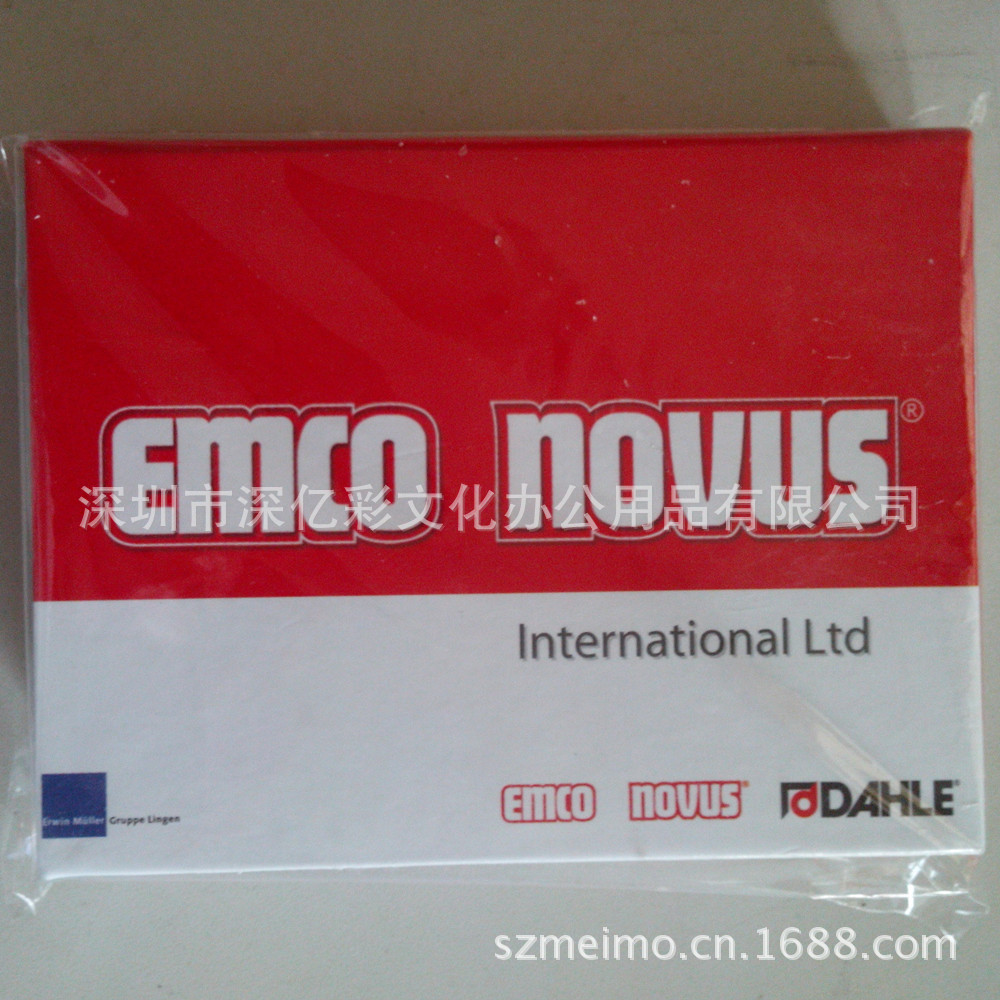 EMCO NOVUS®
深圳市深亿彩文化办公用品有限公司
International Ltd
Erwin Müller Gruppe Lingen
EMCO NOVUS® DAHLE®
szmeimo.cn.1688.com